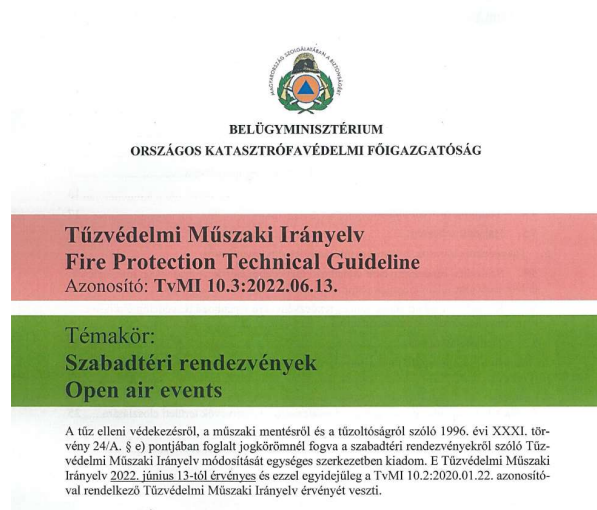 MAGYARORSZÁG SZOLGÁLATÁBAN A BIZTONSÁGÉRT
BELÜGYMINISZTÉRIUM
ORSZÁGOS KATASZTRÓFAVÉDELMI FŐIGAZGATÓSÁG
Tűzvédelmi Műszaki Irányelv
Fire Protection Technical Guideline
Azonosító: TvMI 10.3:2022.06.13.
Témakör:
Szabadtéri rendezvények
Open air events
A tűz elleni védekezésről, a műszaki mentésről és a tűzoltóságról szóló 1996. évi XXXI. tör-
vény 24/A. § e) pontjában foglalt jogkörömnél fogva a szabadtéri rendezvényekről szóló Tűz-
védelmi Műszaki Irányelv módosítását egységes szerkezetben kiadom. E Tűzvédelmi Műszaki
Irányelv 2022. június 13-tól érvényes és ezzel egyidejűleg a TvMI 10.2:2020.01.22. azonosító-
val rendelkező Tűzvédelmi Műszaki Irányelv érvényét veszti.